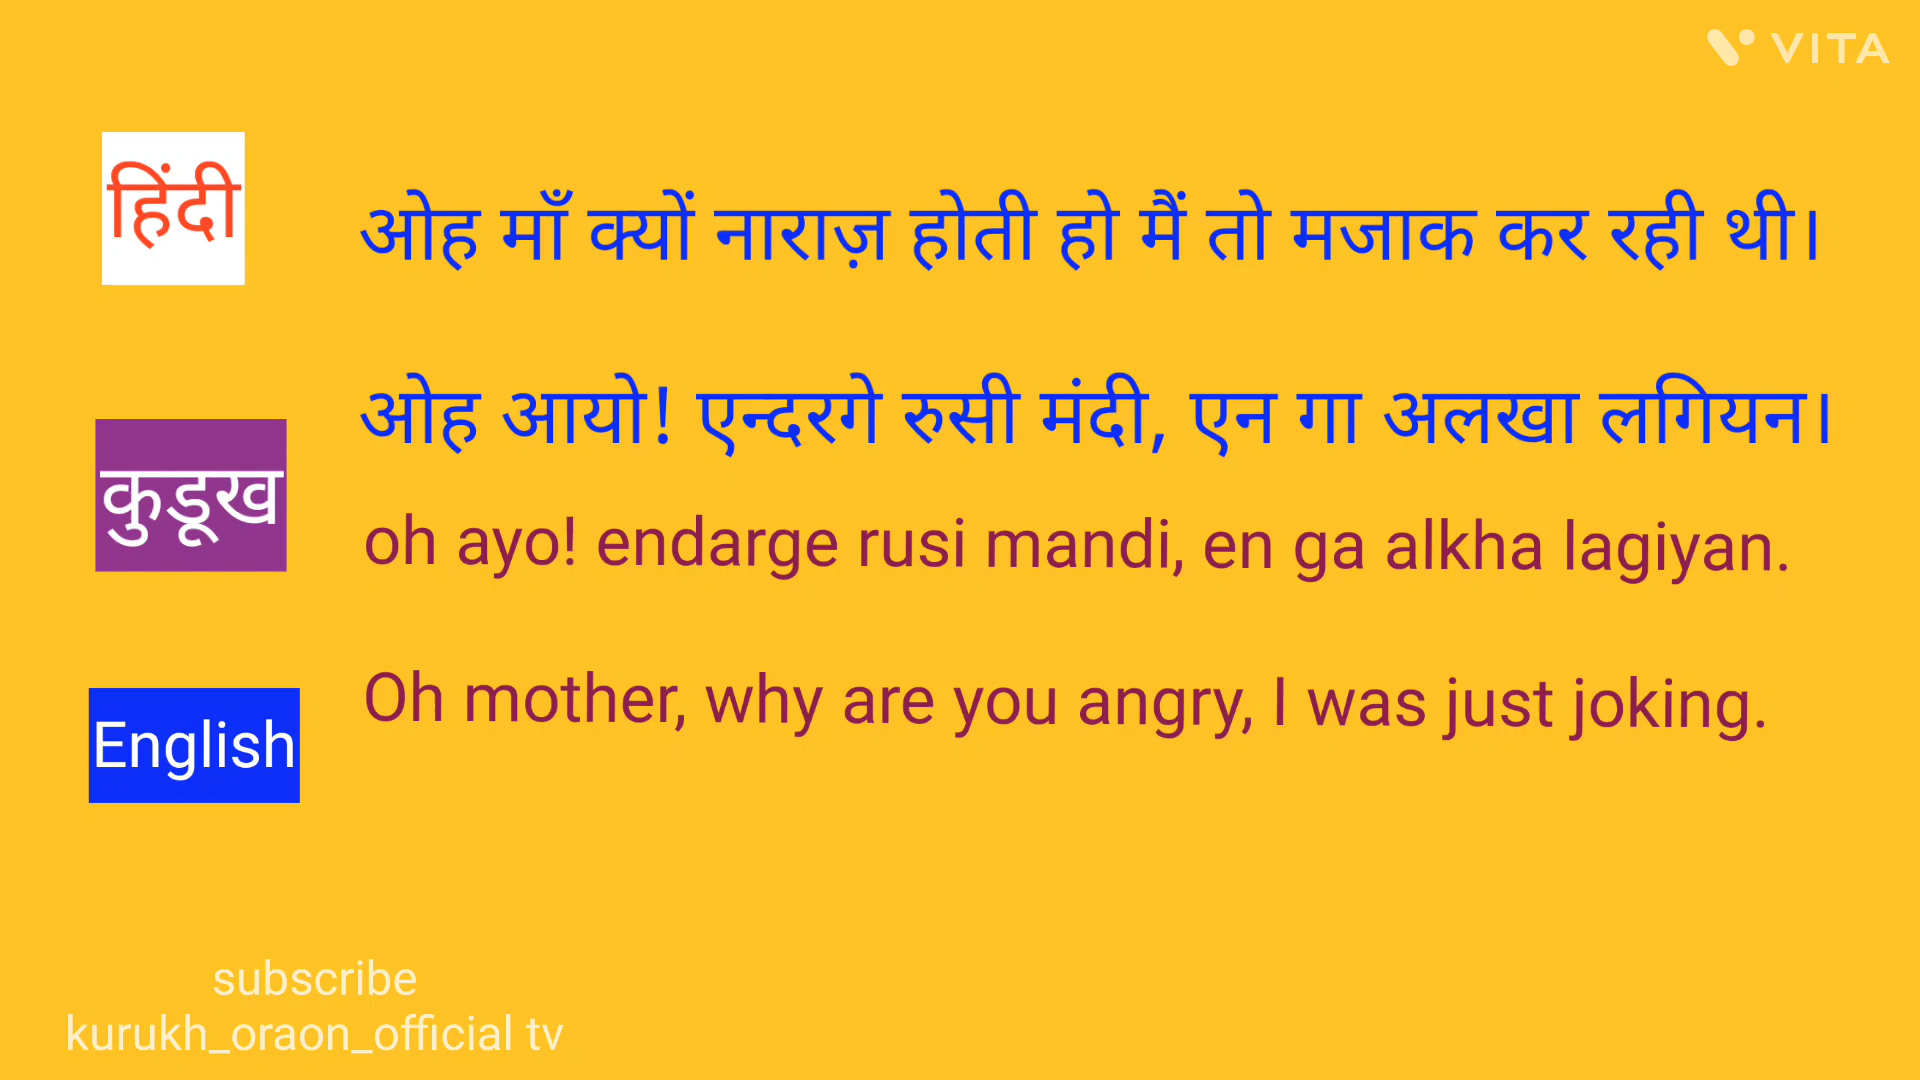 VITA
हिंदी
ओह माँ क्यों नाराज़ होती हो मैं तो मजाक कर रही थी।
ओह आयो! एन्दरगे रुसी मंदी, एन गा अलखा लगियन।
कुडूख
oh ayo! endarge rusi mandi, en ga alkha lagiyan.
Oh mother, why are you angry, I was just joking.
English
subscribe
kurukh_oraon_official tv